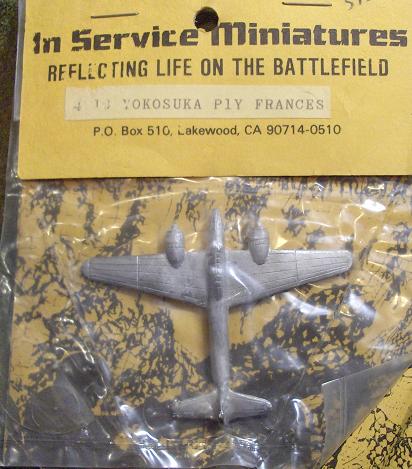 In Service Miniatures
REFLECTING LIFE ON THE BATTLEFIELD
YOKOSUKA P1Y FRANCES
P.O. Box 510, Lakewood, CA 90714-0510